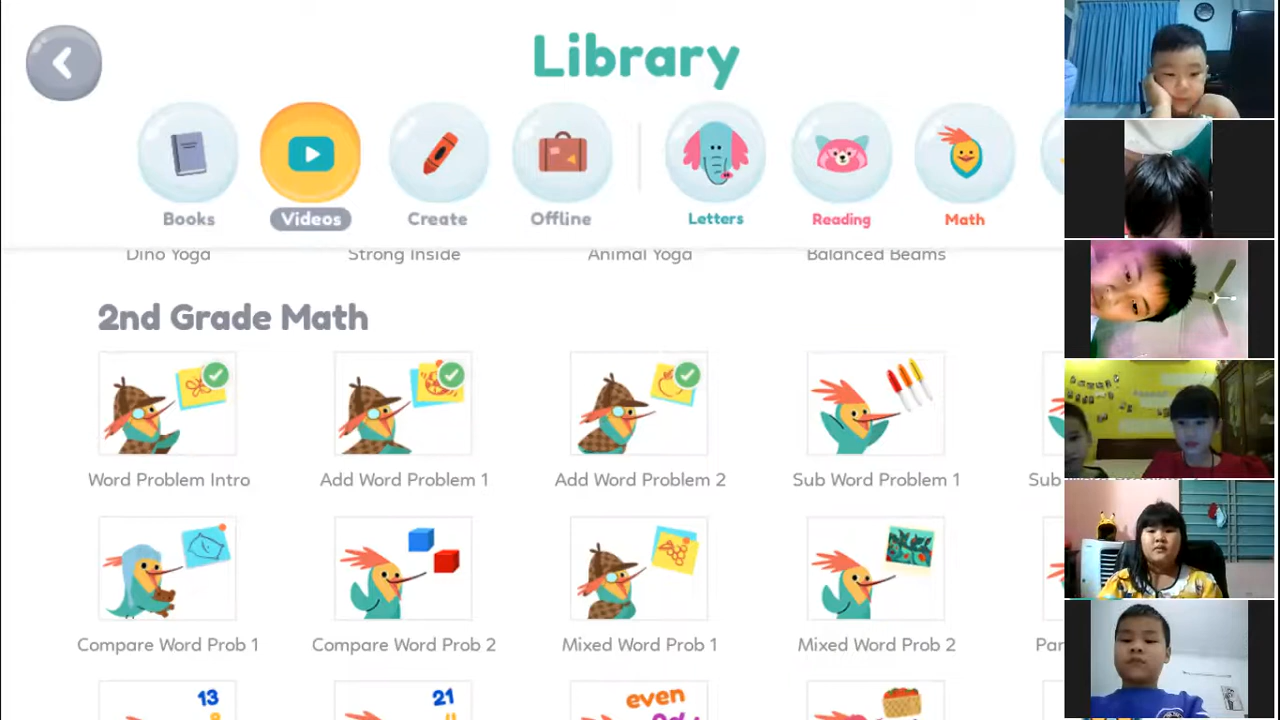 Library
Books
Videos
Create
Offline
Letters
Reading
Math
Dino Yoga
Strong Inside
Animal Yoga
Balanced Beams
2nd Grade Math
Word Problem Intro
Add Word Problem 1
Add Word Problem 2
Sub Word Problem 1
Sub
Compare Word Prob 1
Compare Word Prob 2
Mixed Word Prob 1
Mixed Word Prob 2
13
21
even